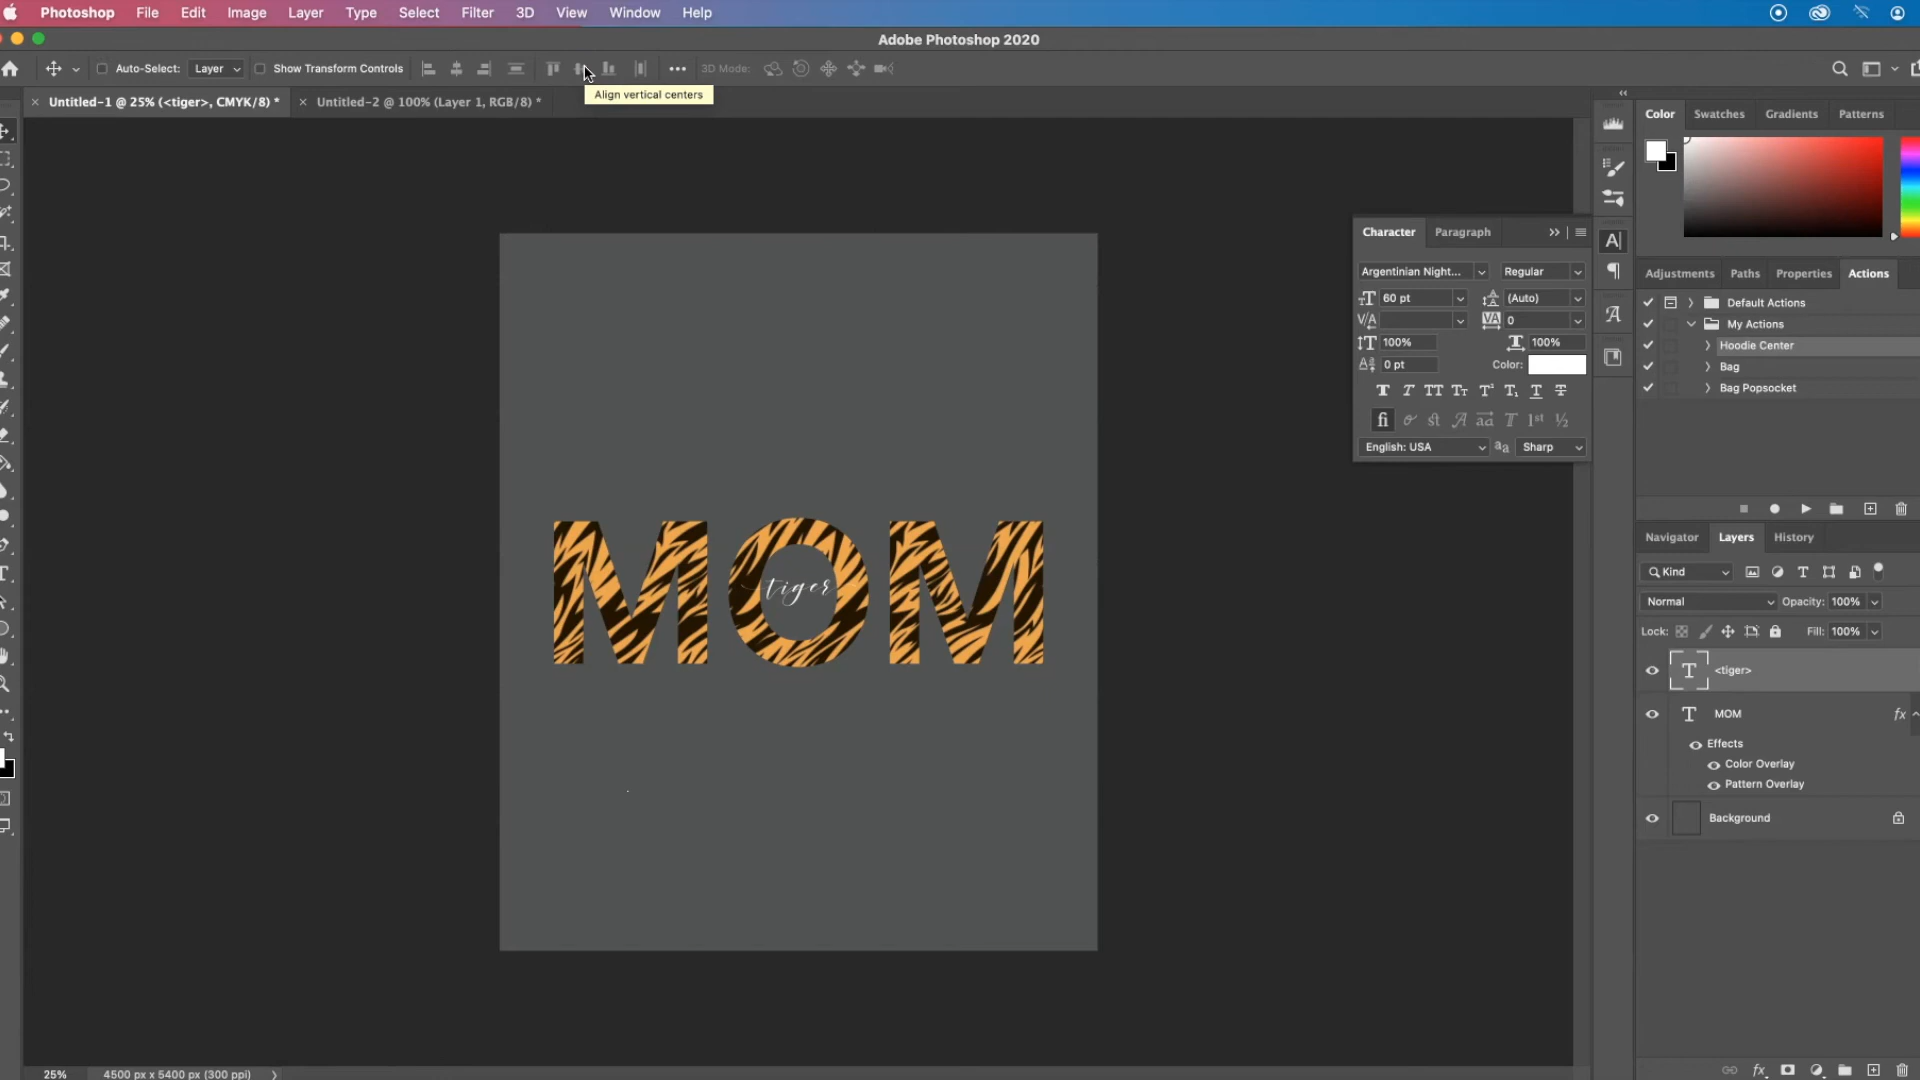 Photoshop File Edit Image Layer Type Select Filter 3D View Window Help
Adobe Photoshop 2020
Auto-Select: Layer Show Transform Controls 3D Mode:
Align vertical centers
Untitled-1 @ 25% (<tiger>, CMYK/8) * Untitled-2 @ 100% (Layer 1, RGB/8) *
Color Swatches Gradients Patterns
Character Paragraph
Argentinian Night... Regular
60 pt (Auto)
0
100% 100%
0 pt Color:
English: USA Sharp
Adjustments Paths Properties Actions
Default Actions
My Actions
Hoodie Center
Bag
Bag Popsocket
MOM
tiger
Navigator Layers History
Kind
Normal Opacity: 100%
Lock: Fill: 100%
<tiger>
MOM fx
Effects
Color Overlay
Pattern Overlay
Background
25% 4500 px x 5400 px (300 ppi)
fx